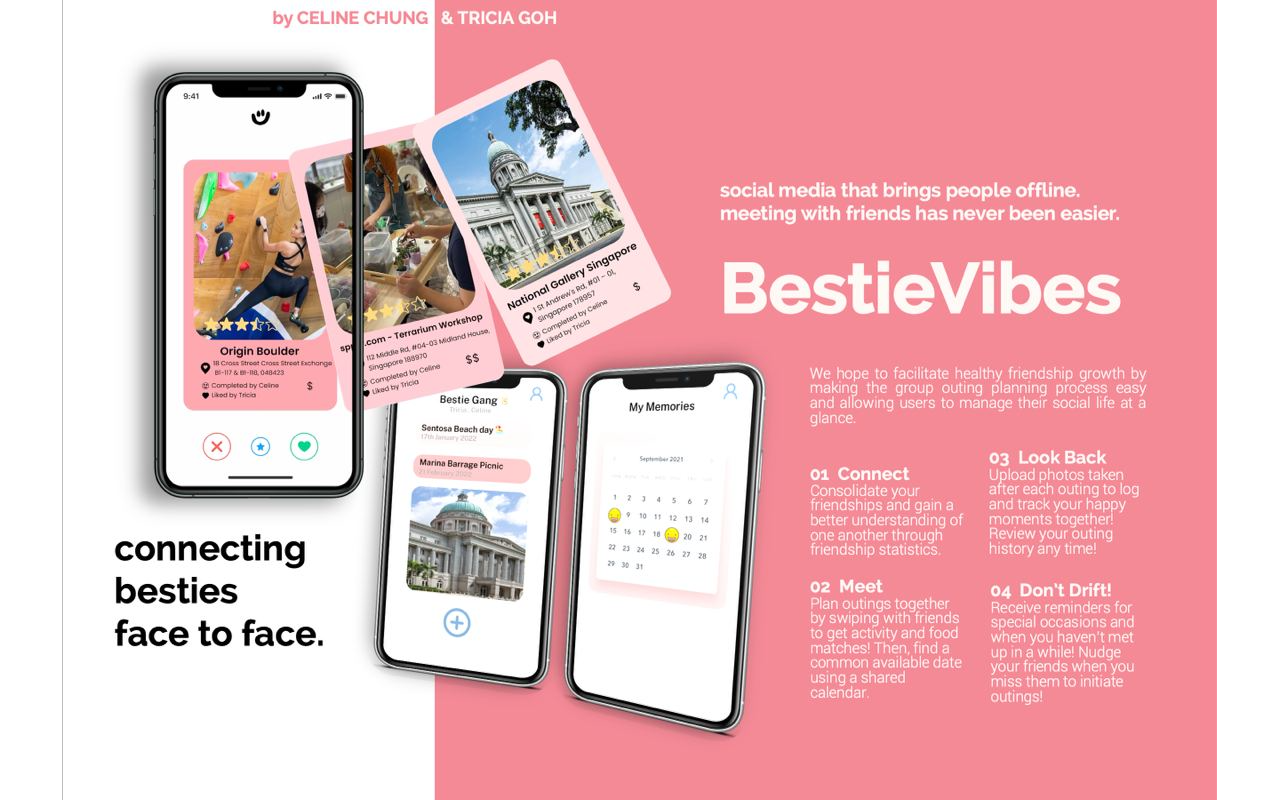 by CELINE CHUNG & TRICIA GOH
9:41
Origin Boulder
18 Cross Street Cross Street Exchange
B1-117 & B1-118, 048423
Completed by Celine
$
Liked by Tricia
.com - Terrarium Workshop
112 Middle Rd, #04-03 Midland House,
Singapore 188970
$$
Completed by Celine
Liked by Tricia
National Gallery Singapore
1 St Andrew's Rd, #01 - 01,
Singapore 178957
$
Completed by Celine
Liked by Tricia
connecting
besties
face to face.
Bestie Gang
Tricia, Celine
Sentosa Beach day
17th January 2022
Marina Barrage Picnic
21 February 2022
My Memories
September 2021
1 2 3 4 5 6 7
9 10 11 12 13 14
15 16 17 18 20 21
22 23 24 25 26 27 28
29 30 31
social media that brings people offline.
meeting with friends has never been easier.
BestieVibes
We hope to facilitate healthy friendship growth by
making the group outing planning process easy
and allowing users to manage their social life at a
glance.
01 Connect
Consolidate your
friendships and gain a
better understanding of
one another through
friendship statistics.
02 Meet
Plan outings together
by swiping with friends
to get activity and food
matches! Then, find a
common available date
using a shared
calendar.
03 Look Back
Upload photos taken
after each outing to log
and track your happy
moments together!
Review your outing
history any time!
04 Don't Drift!
Receive reminders for
special occasions and
when you haven't met
up in a while! Nudge
your friends when you
miss them to initiate
outings!